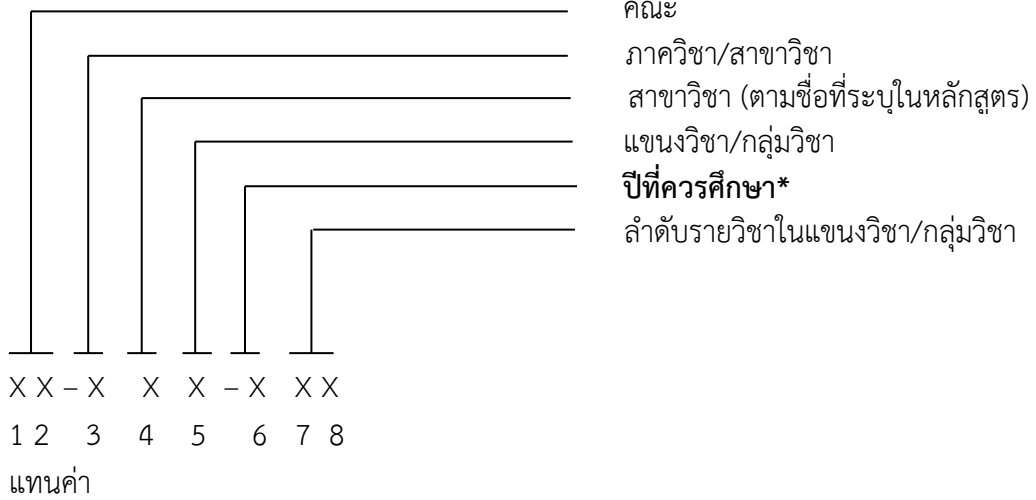 คณะ
ภาควิชา/สาขาวิชา
สาขาวิชา (ตามชื่อที่ระบุในหลักสูตร)
แขนงวิชา/กลุ่มวิชา
ปีที่ควรศึกษา*
ลำดับรายวิชาในแขนงวิชา/กลุ่มวิชา
X X – X X X – X X X
1 2 3 4 5 6 7 8
แทนค่า